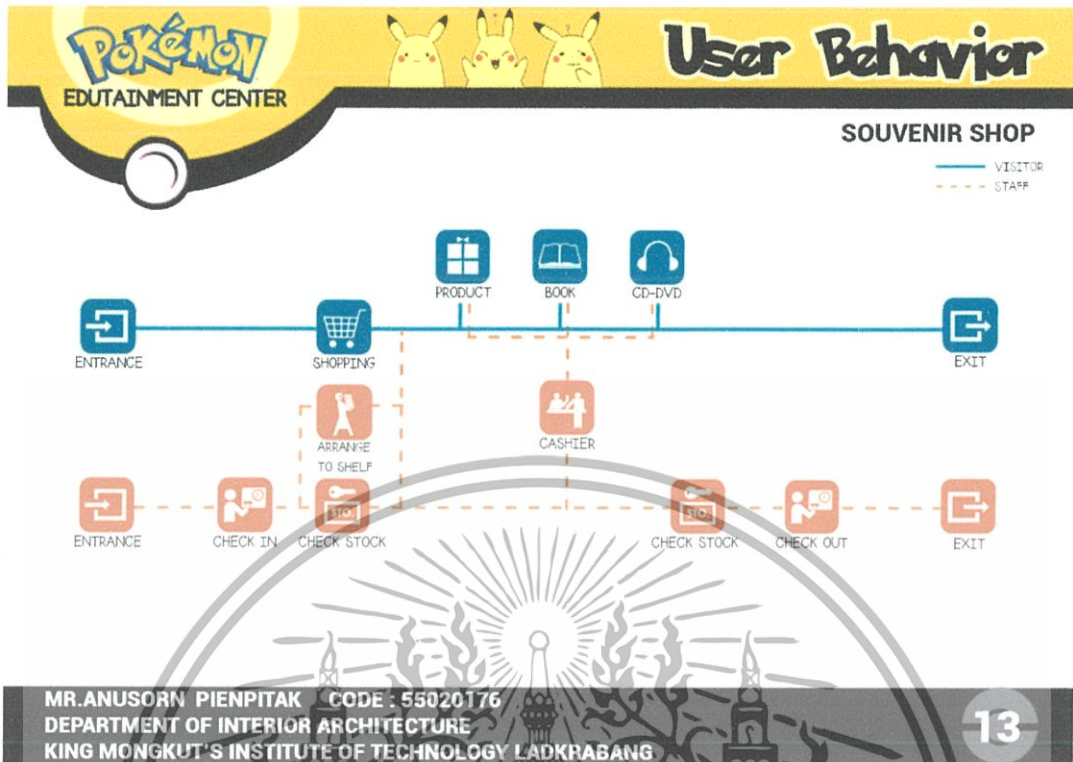 POKÉMON
EDUTAINMENT CENTER
User Behavior
SOUVENIR SHOP
VISITOR
STAFF
PRODUCT
BOOK
CD-DVD
ENTRANCE
SHOPPING
EXIT
ARRANGE
TO SHELF
CASHIER
STO
STO
ENTRANCE
CHECK IN
CHECK STOCK
CHECK STOCK
CHECK OUT
EXIT
MR.ANUSORN PIENPITAK CODE : 55020176
DEPARTMENT OF INTERIOR ARCHITECTURE
KING MONGKUT'S INSTITUTE OF TECHNOLOGY LADKRABANG
13